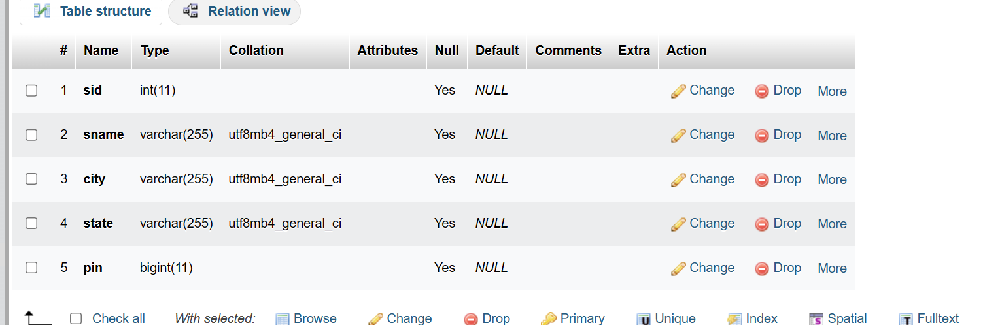 Table structure Relation view
# Name Type Collation Attributes Null Default Comments Extra Action
1 sid int(11) Yes NULL Change Drop More
2 sname varchar(255) utf8mb4_general_ci Yes NULL Change Drop More
3 city varchar(255) utf8mb4_general_ci Yes NULL Change Drop More
4 state varchar(255) utf8mb4_general_ci Yes NULL Change Drop More
5 pin bigint(11) Yes NULL Change Drop More
Check all With selected: Browse Change Drop Primary Unique Index Spatial Fulltext